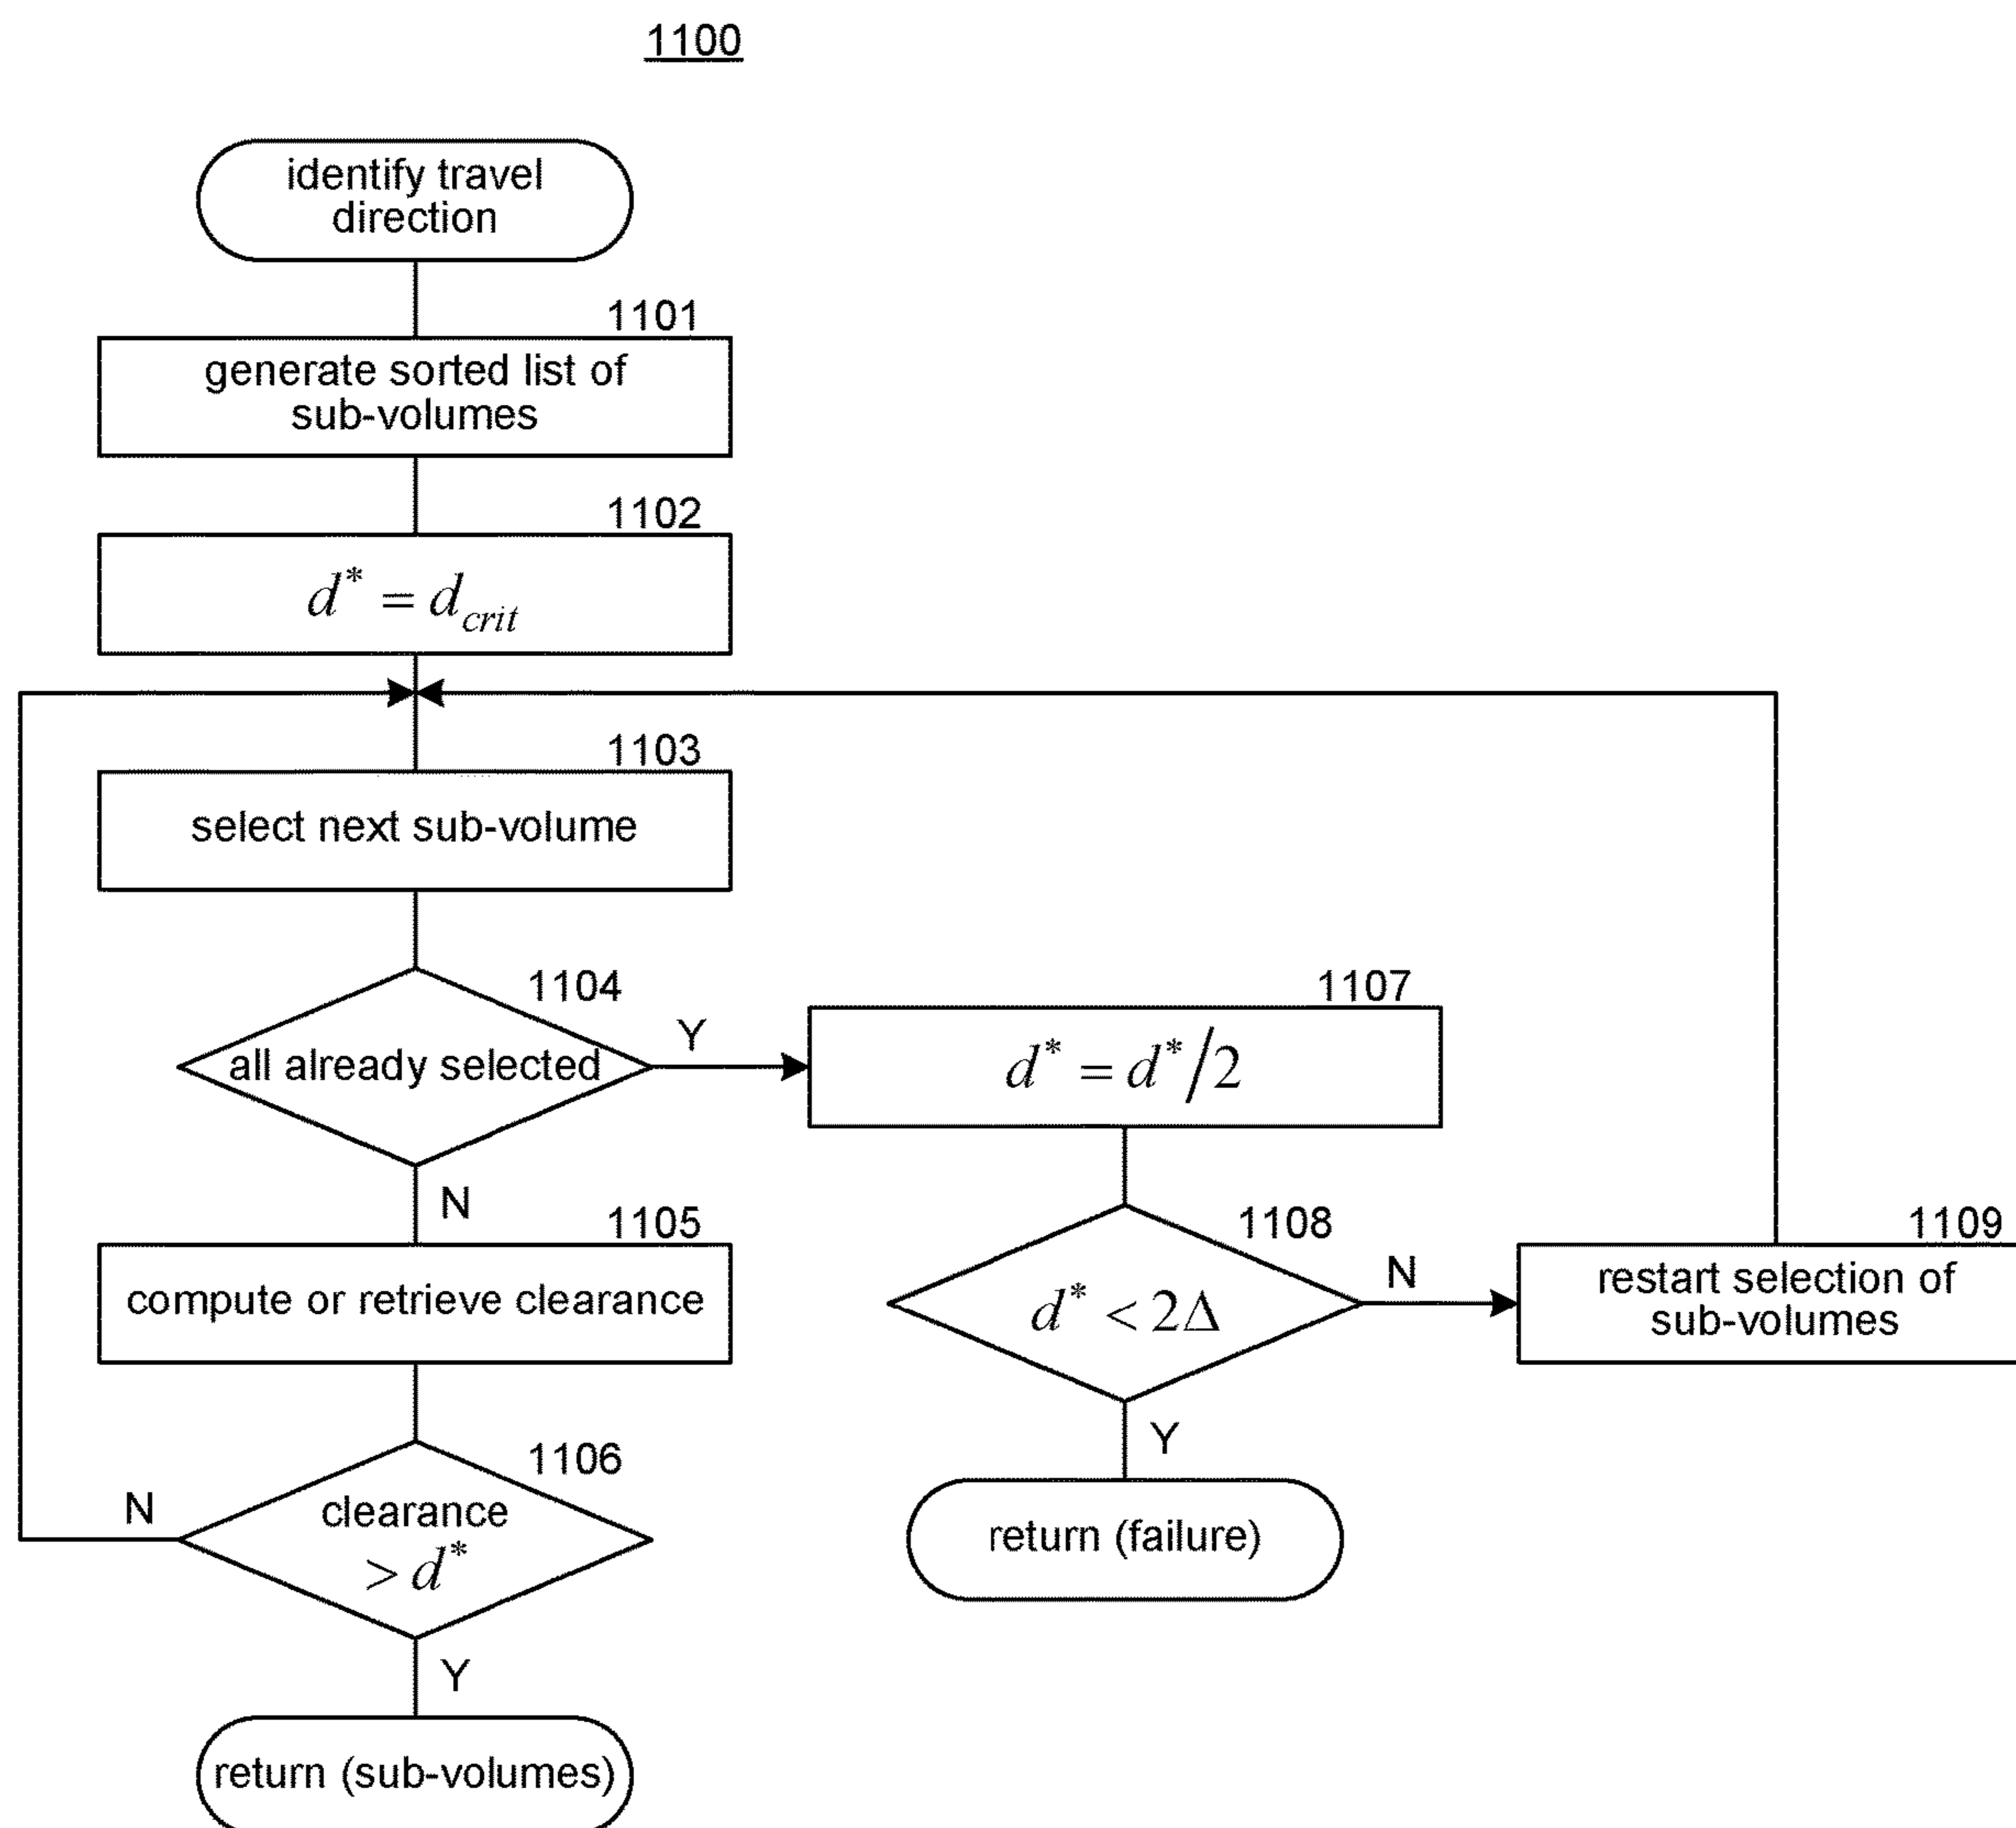 1100
identify travel
direction
1101
generate sorted list of
sub-volumes
1102
d* = d_crit
1103
select next sub-volume
1104
all already selected
Y
N
1107
d* = d*/2
1105
compute or retrieve clearance
1108
d* < 2Δ
N
Y
1109
restart selection of
sub-volumes
1106
clearance
> d*
N
Y
return (failure)
return (sub-volumes)